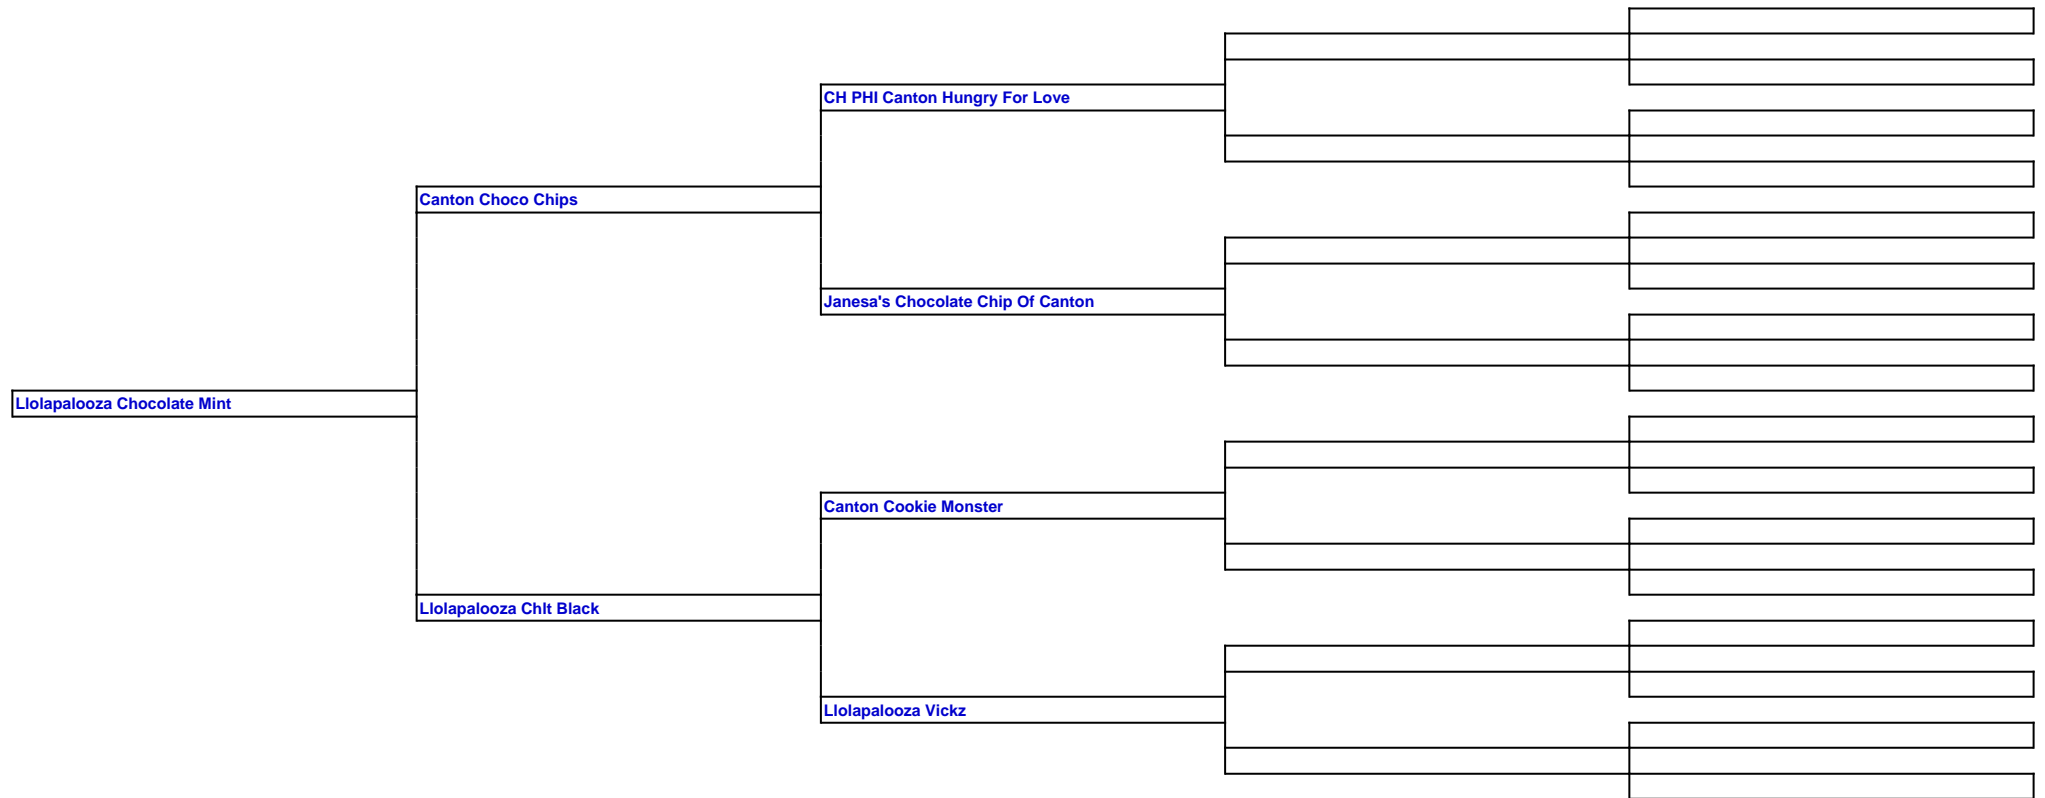 CH PHI Canton Hungry For Love
Canton Choco Chips
Janesa's Chocolate Chip Of Canton
Llolapalooza Chocolate Mint
Canton Cookie Monster
Llolapalooza Chlt Black
Llolapalooza Vickz